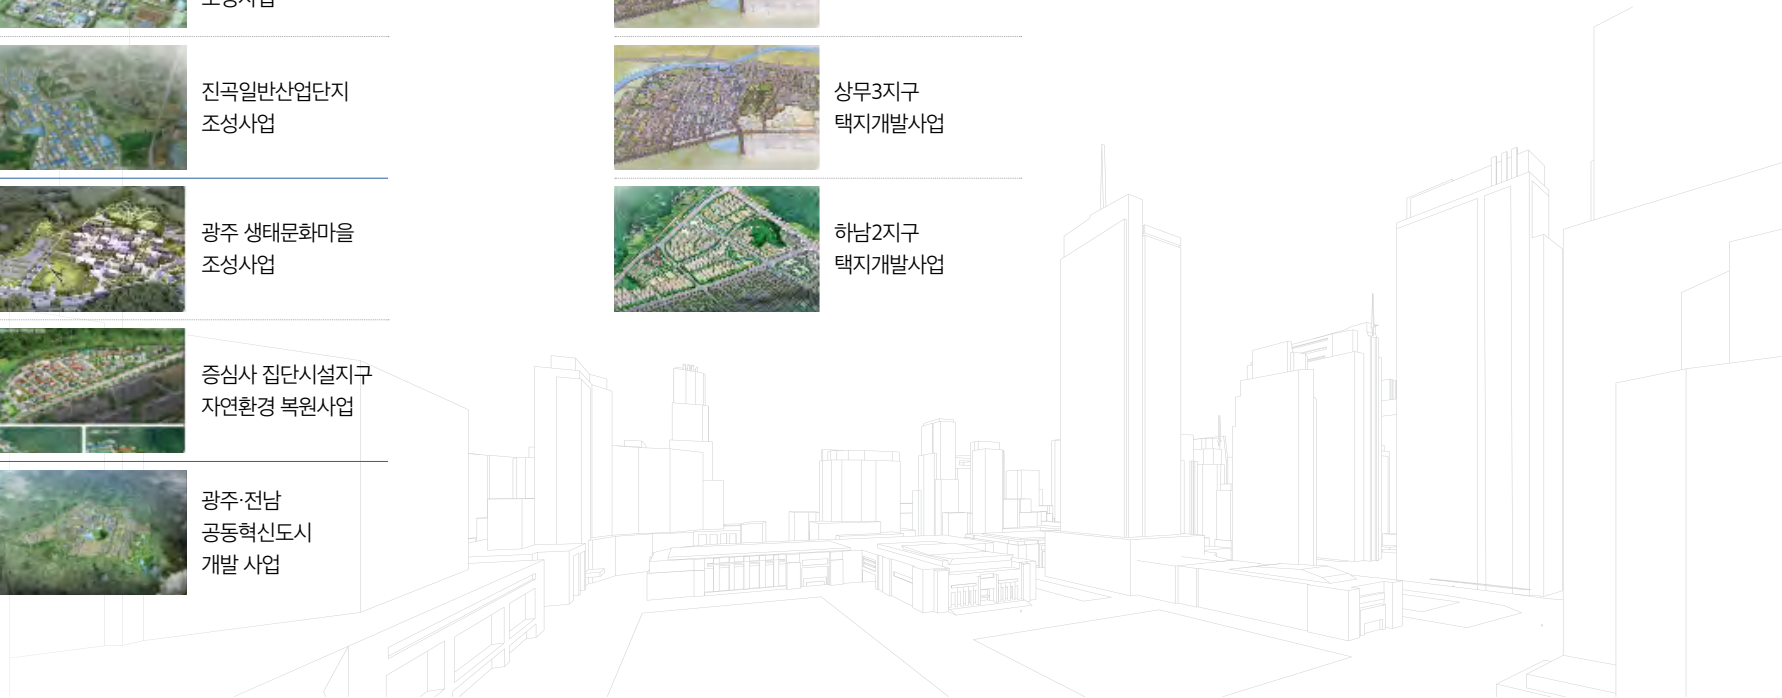 조성사업
진곡일반산업단지
조성사업
광주 생태문화마을
조성사업
증심사 집단시설지구
자연환경 복원사업
광주·전남
공동혁신도시
개발 사업
상무3지구
택지개발사업
하남2지구
택지개발사업